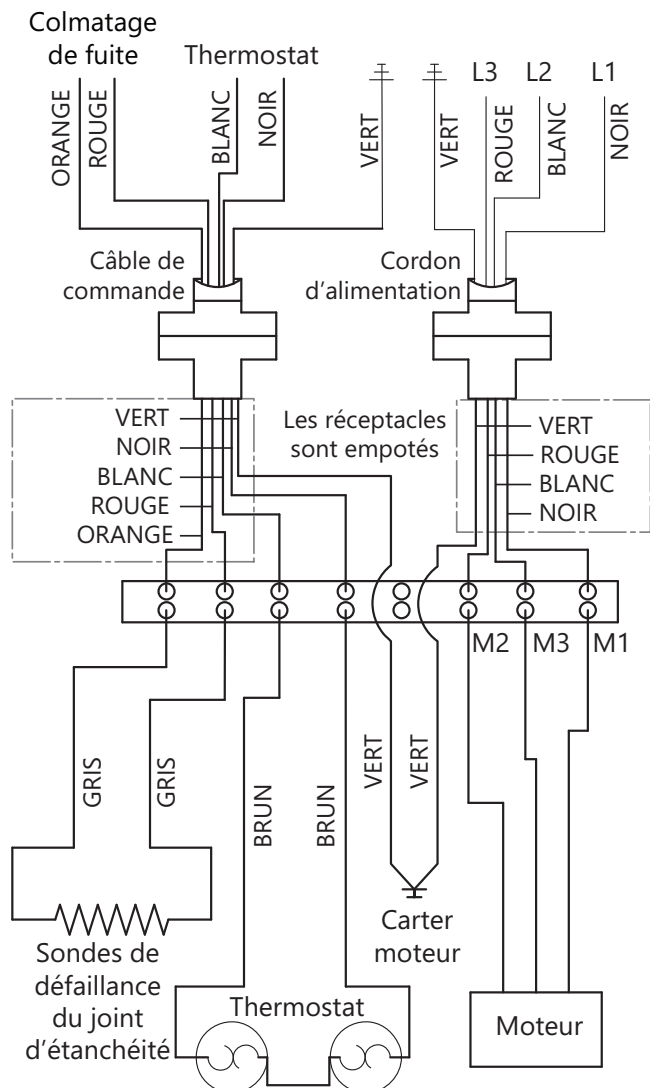 Colmatage
de fuite
Thermostat
ORANGE
ROUGE
BLANC
NOIR
VERT
VERT
L3
ROUGE
L2
BLANC
L1
NOIR
Câble de
commande
Cordon
d'alimentation
VERT
NOIR
BLANC
ROUGE
ORANGE
Les réceptacles
sont empotés
VERT
ROUGE
BLANC
NOIR
M2
M3
M1
GRIS
GRIS
BRUN
BRUN
VERT
VERT
Carter
moteur
Sondes de
défaillance
du joint
d'étanchéité
Thermostat
Moteur